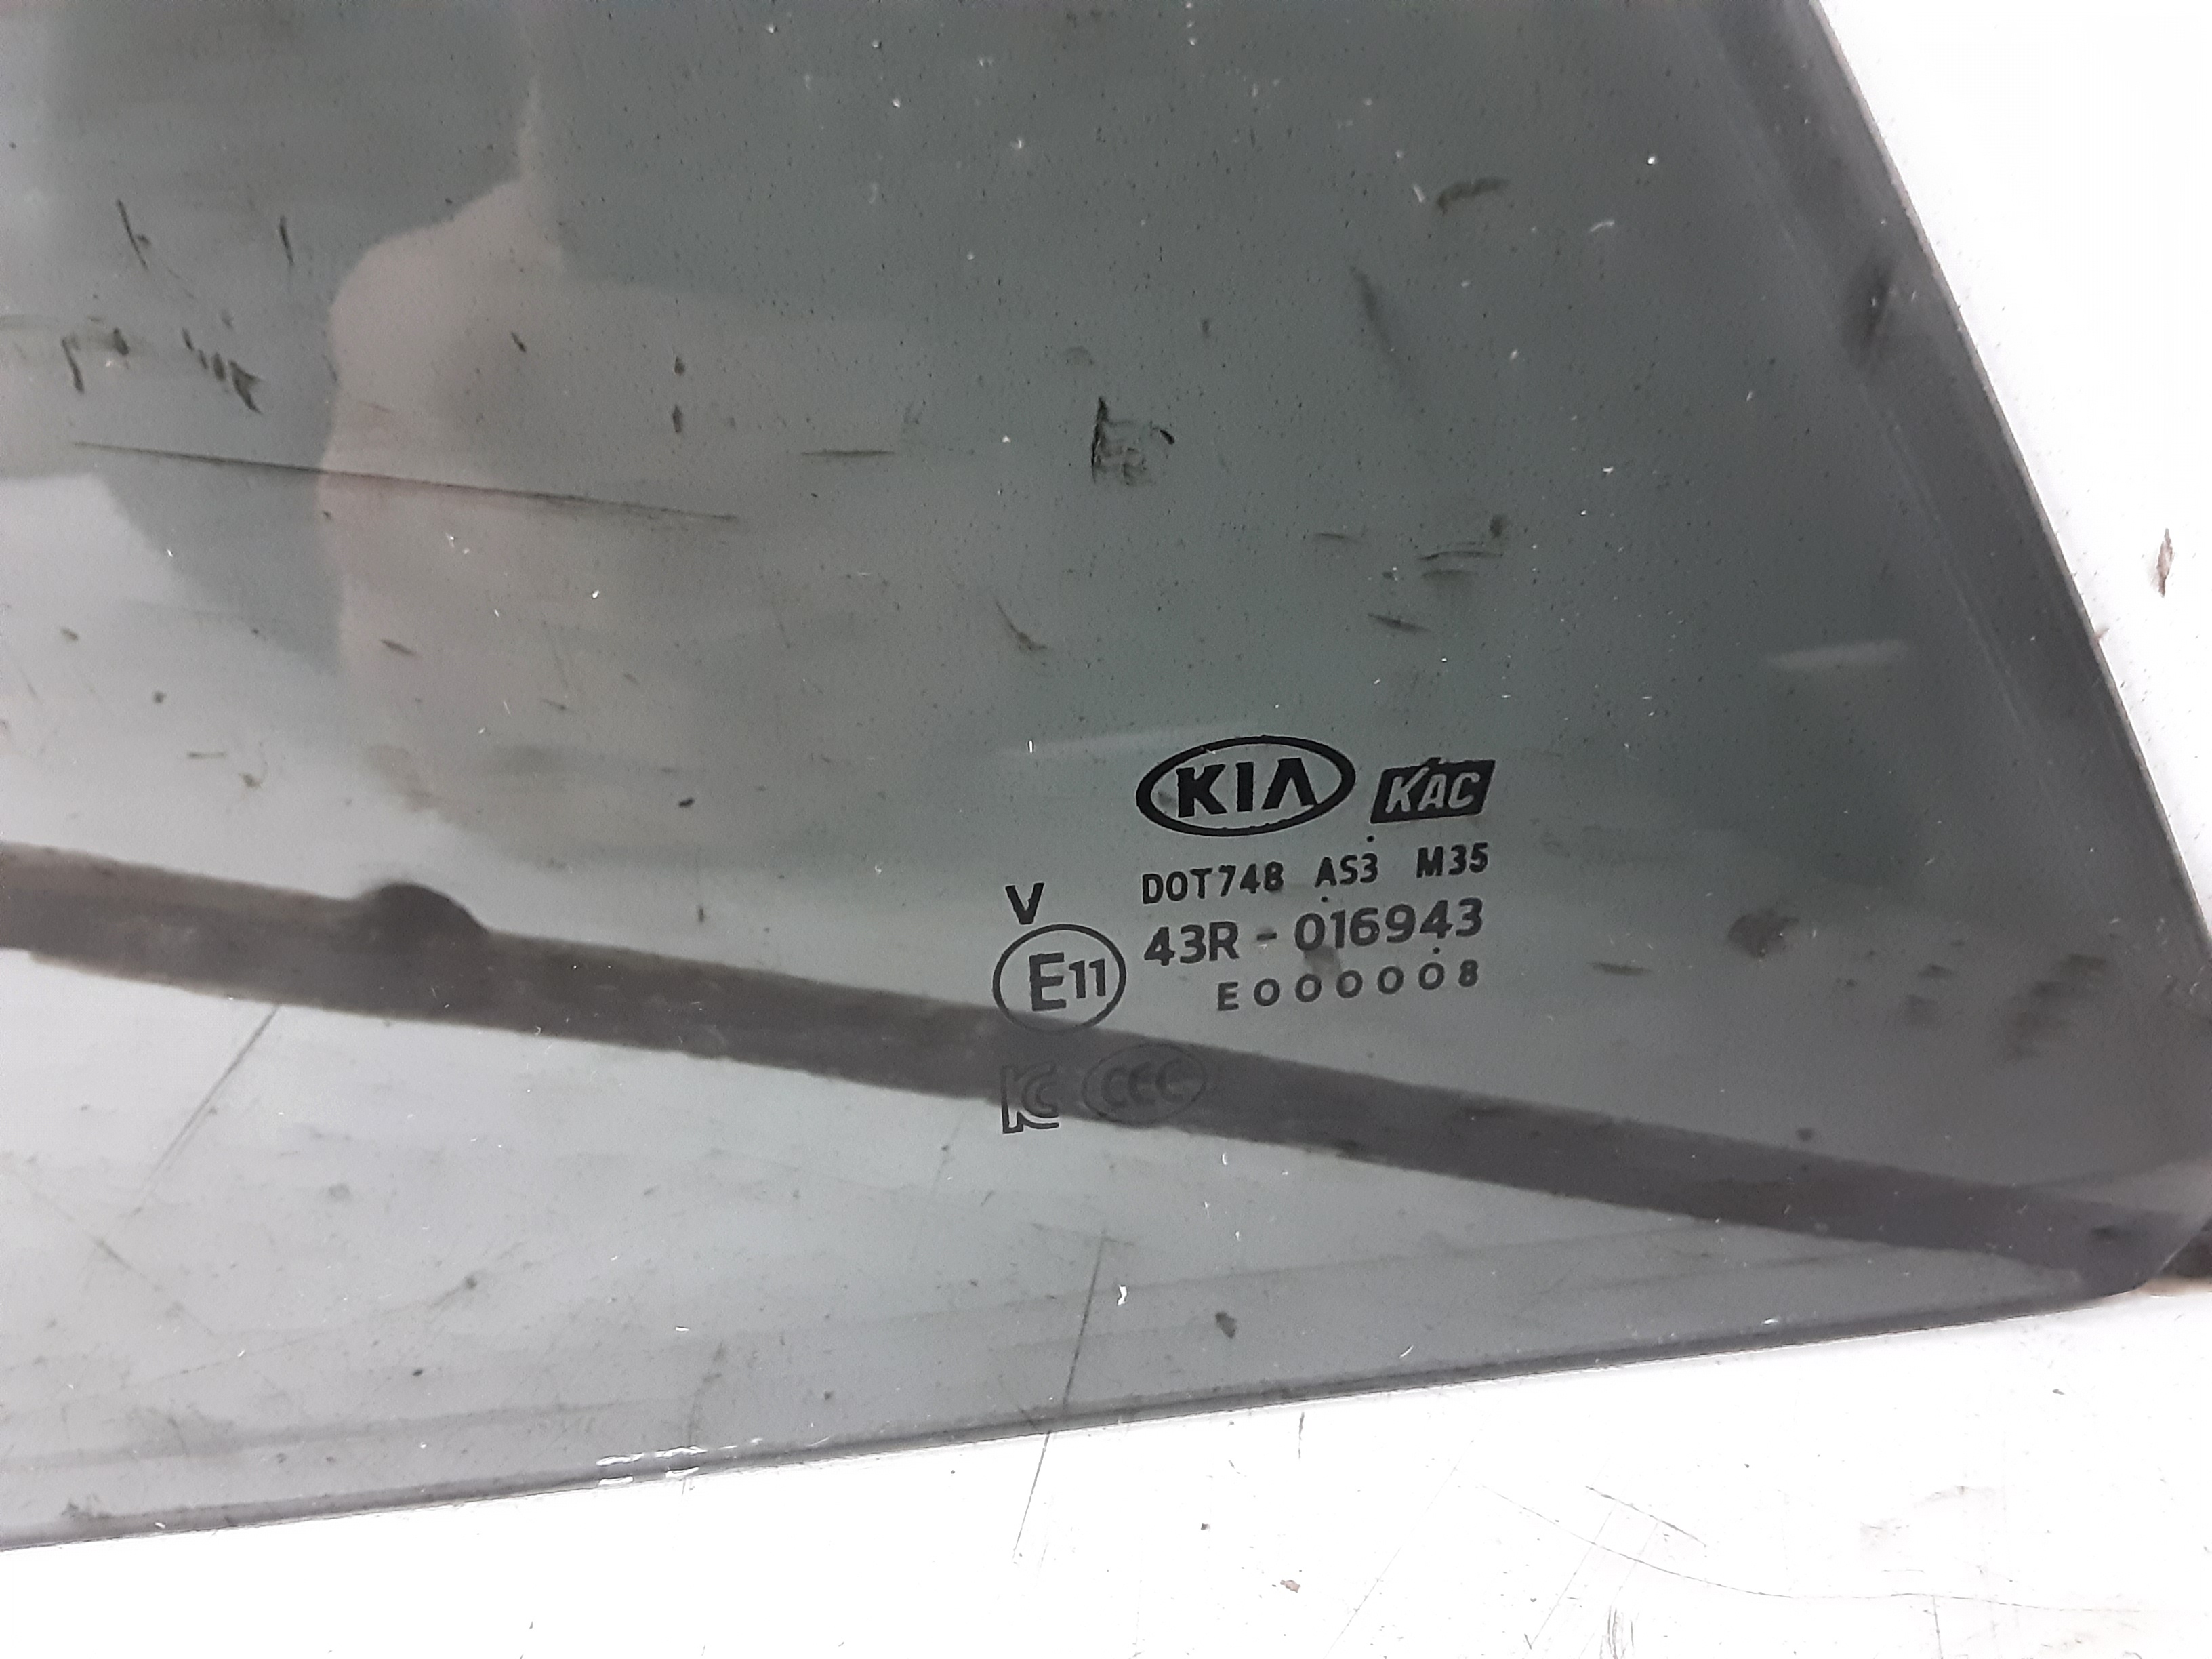 KIA KAC
DOT748 AS3 M35
V
43R-016943
E11
E000008
KC CCC